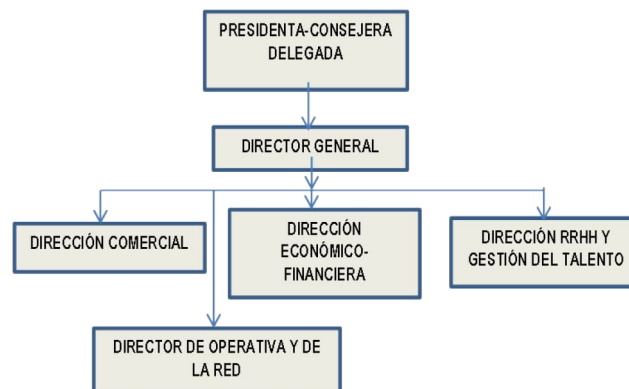 PRESIDENTA-CONSEJERA
DELEGADA
DIRECTOR GENERAL
DIRECCIÓN COMERCIAL
DIRECCIÓN
ECONÓMICO-
FINANCIERA
DIRECCIÓN RRHH Y
GESTIÓN DEL TALENTO
DIRECTOR DE OPERATIVA Y DE
LA RED